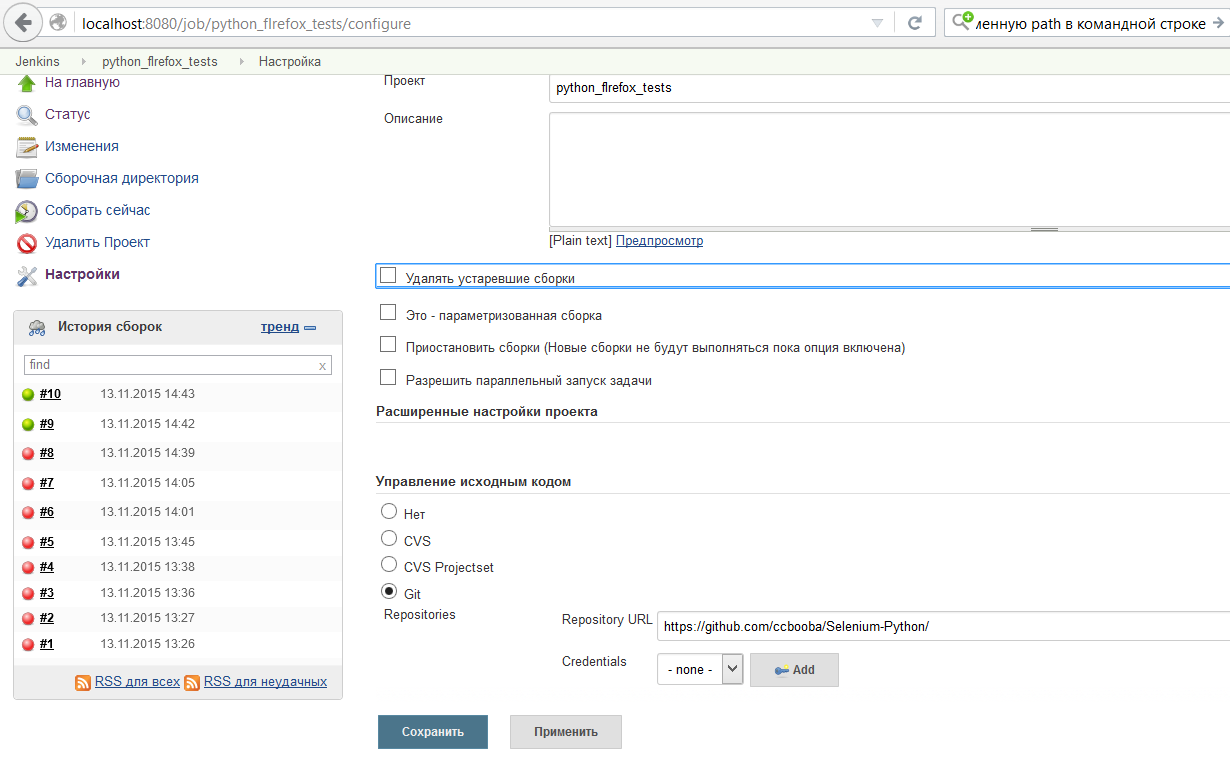 localhost:8080/job/python_flrefox_tests/configure
менную path в командной строке
Jenkins
python_flrefox_tests
Настройка
На главную
Статус
Изменения
Сборочная директория
Собрать сейчас
Удалить Проект
Настройки
История сборок тренд
find x
#10 13.11.2015 14:43
#9 13.11.2015 14:42
#8 13.11.2015 14:39
#7 13.11.2015 14:05
#6 13.11.2015 14:01
#5 13.11.2015 13:45
#4 13.11.2015 13:38
#3 13.11.2015 13:36
#2 13.11.2015 13:27
#1 13.11.2015 13:26
RSS для всех RSS для неудачных
Проект python_flrefox_tests
Описание
[Plain text] Предпросмотр
Удалять устаревшие сборки
Это - параметризованная сборка
Приостановить сборки (Новые сборки не будут выполняться пока опция включена)
Разрешить параллельный запуск задачи
Расширенные настройки проекта
Управление исходным кодом
Нет
CVS
CVS Projectset
Git
Repositories
Repository URL https://github.com/ccbooba/Selenium-Python/
Credentials - none - Add
Сохранить Применить